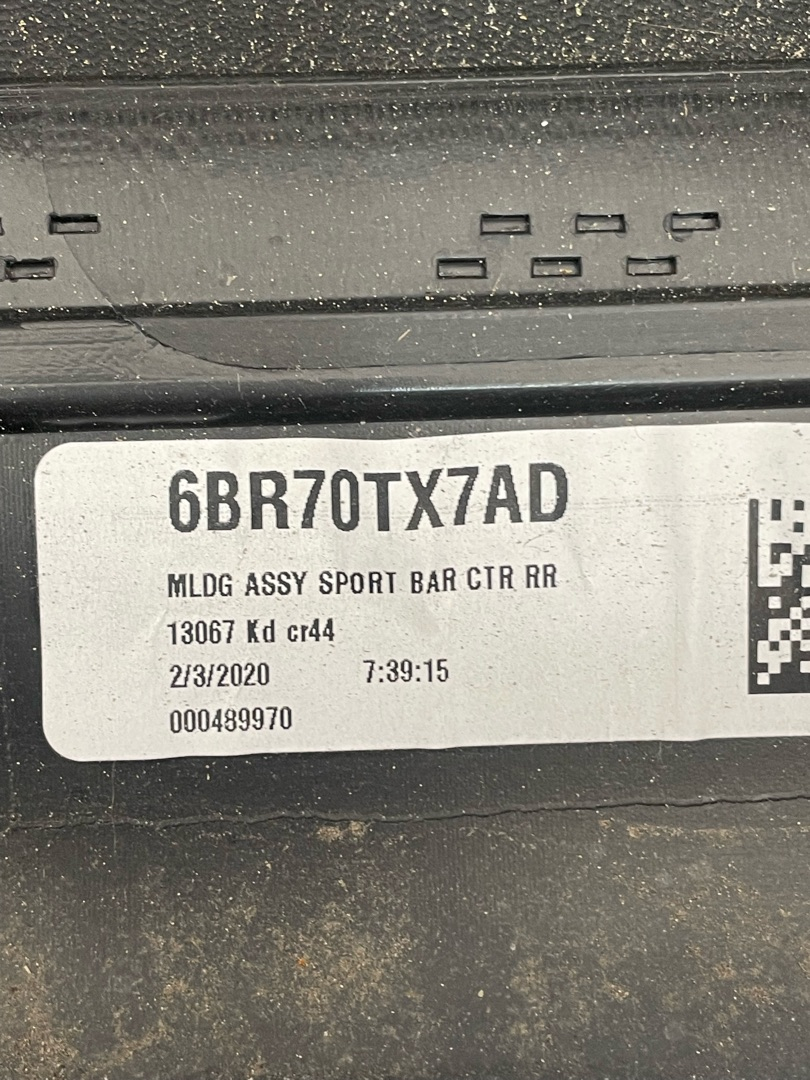 6BR70TX7AD
MLDG ASSY SPORT BAR CTR RR
13067 Kd cr44
2/3/2020 7:39:15
000489970